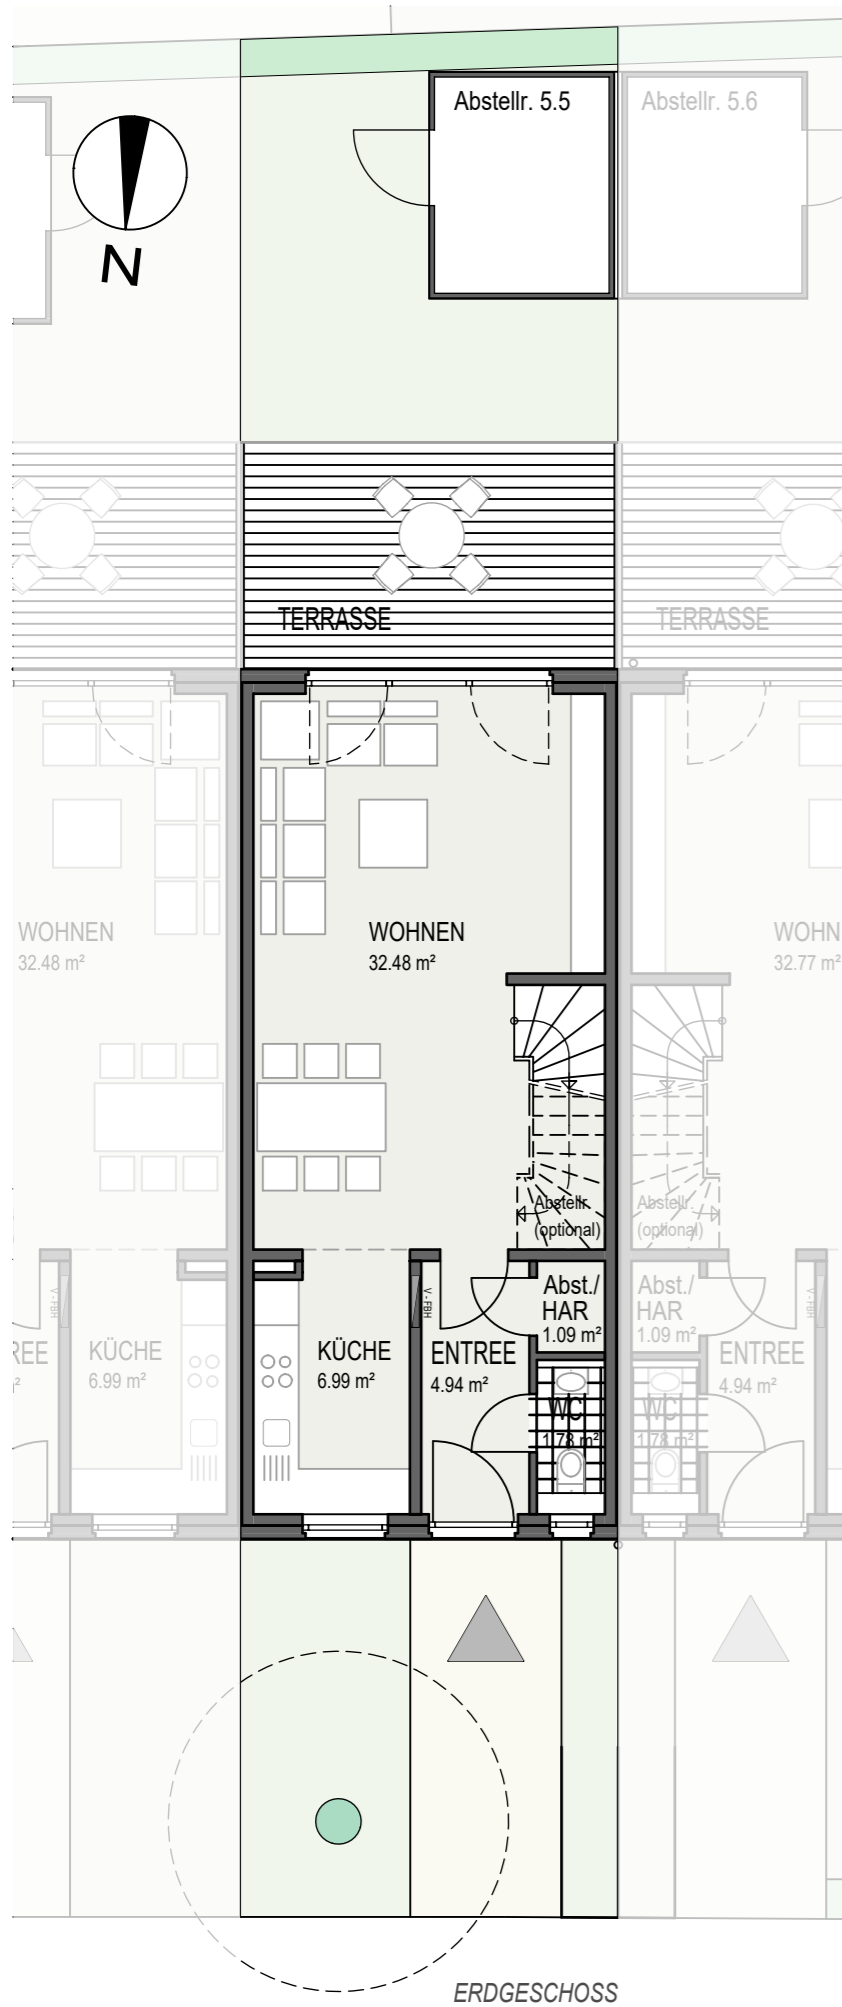 Abstellr. 5.5
Abstellr. 5.6
N
TERRASSE
TERRASSE
WOHNEN
32.48 m²
WOHNEN
32.48 m²
WOHN
32.77 m²
Abstellr.
(optional)
Abstellr.
(optional)
V - FBH
V - FBH
V - FBH
REE
m²
KÜCHE
6.99 m²
KÜCHE
6.99 m²
ENTREE
4.94 m²
Abst./
HAR
1.09 m²
Abst./
HAR
1.09 m²
ENTREE
4.94 m²
WC
1.78 m²
WC
1.78 m²
ERDGESCHOSS